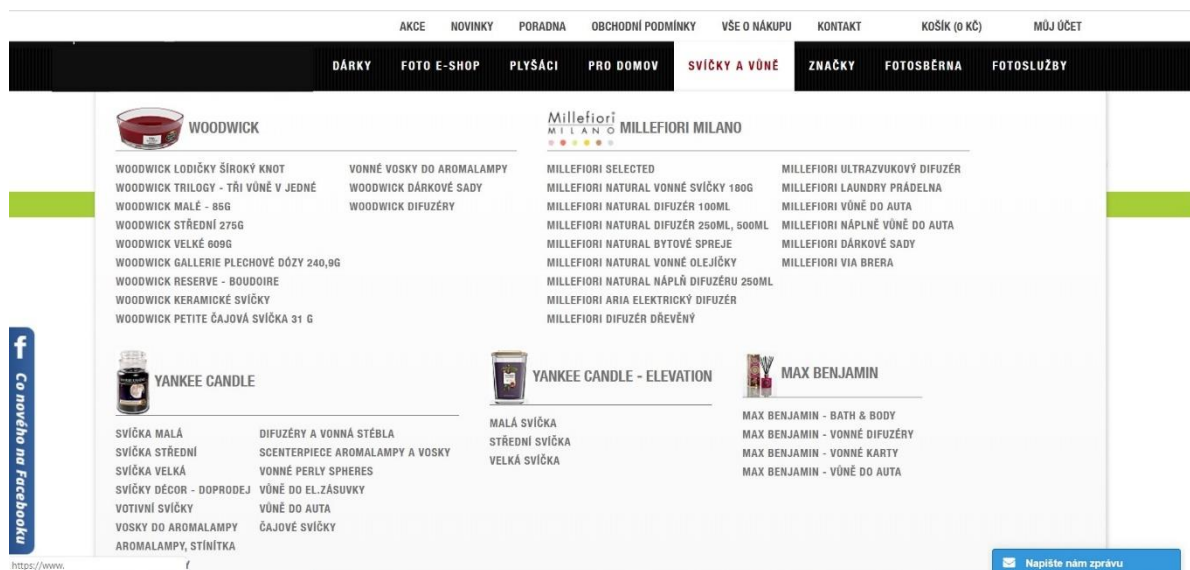 AKCE NOVINKY PORADNA OBCHODNÍ PODMÍNKY VŠE O NÁKUPU KONTAKT KOŠÍK (0 KČ) MŮJ ÚČET
DÁRKY FOTO E-SHOP PLYŠÁCI PRO DOMOV SVÍČKY A VŮNĚ ZNAČKY FOTOSBĚRNA FOTOSLUŽBY
WOODWICK
WOODWICK LODIČKY ŠÍROKÝ KNOT
WOODWICK TRILOGY - TŘI VŮNĚ V JEDNÉ
WOODWICK MALÉ - 85G
WOODWICK STŘEDNÍ 275G
WOODWICK VELKÉ 609G
WOODWICK GALLERIE PLECHOVÉ DÓZY 240,9G
WOODWICK RESERVE - BOUDOIRE
WOODWICK KERAMICKÉ SVÍČKY
WOODWICK PETITE ČAJOVÁ SVÍČKA 31 G
VONNÉ VOSKY DO AROMALAMPY
WOODWICK DÁRKOVÉ SADY
WOODWICK DIFUZÉRY
Millefiori
MILANO
MILLEFIORI MILANO
MILLEFIORI SELECTED
MILLEFIORI NATURAL VONNÉ SVÍČKY 180G
MILLEFIORI NATURAL DIFUZÉR 100ML
MILLEFIORI NATURAL DIFUZÉR 250ML, 500ML
MILLEFIORI NATURAL BYTOVÉ SPREJE
MILLEFIORI NATURAL VONNÉ OLEJÍČKY
MILLEFIORI NATURAL NÁPLŇ DIFUZÉRU 250ML
MILLEFIORI ARIA ELEKTRICKÝ DIFUZÉR
MILLEFIORI DIFUZÉR DŘEVĚNÝ
MILLEFIORI ULTRAZVUKOVÝ DIFUZÉR
MILLEFIORI LAUNDRY PRÁDELNA
MILLEFIORI VŮNĚ DO AUTA
MILLEFIORI NÁPLNĚ VŮNĚ DO AUTA
MILLEFIORI DÁRKOVÉ SADY
MILLEFIORI VIA BRERA
YANKEE CANDLE
SVÍČKA MALÁ
SVÍČKA STŘEDNÍ
SVÍČKA VELKÁ
SVÍČKY DÉCOR - DOPRODEJ
VOTIVNÍ SVÍČKY
VOSKY DO AROMALAMP
AROMALAMPY, STÍNÍTKA
DIFUZÉRY A VONNÁ STÉBLA
SCENTERPIECE AROMALAMPY A VOSKY
VONNÉ PERLY SPHERES
VŮNĚ DO EL.ZÁSUVKY
VŮNĚ DO AUTA
ČAJOVÉ SVÍČKY
YANKEE CANDLE - ELEVATION
MALÁ SVÍČKA
STŘEDNÍ SVÍČKA
VELKÁ SVÍČKA
MAX BENJAMIN
MAX BENJAMIN - BATH & BODY
MAX BENJAMIN - VONNÉ DIFUZÉRY
MAX BENJAMIN - VONNÉ KARTY
MAX BENJAMIN - VŮNĚ DO AUTA
f Co nového na Facebooku
https://www.
Napište nám zprávu